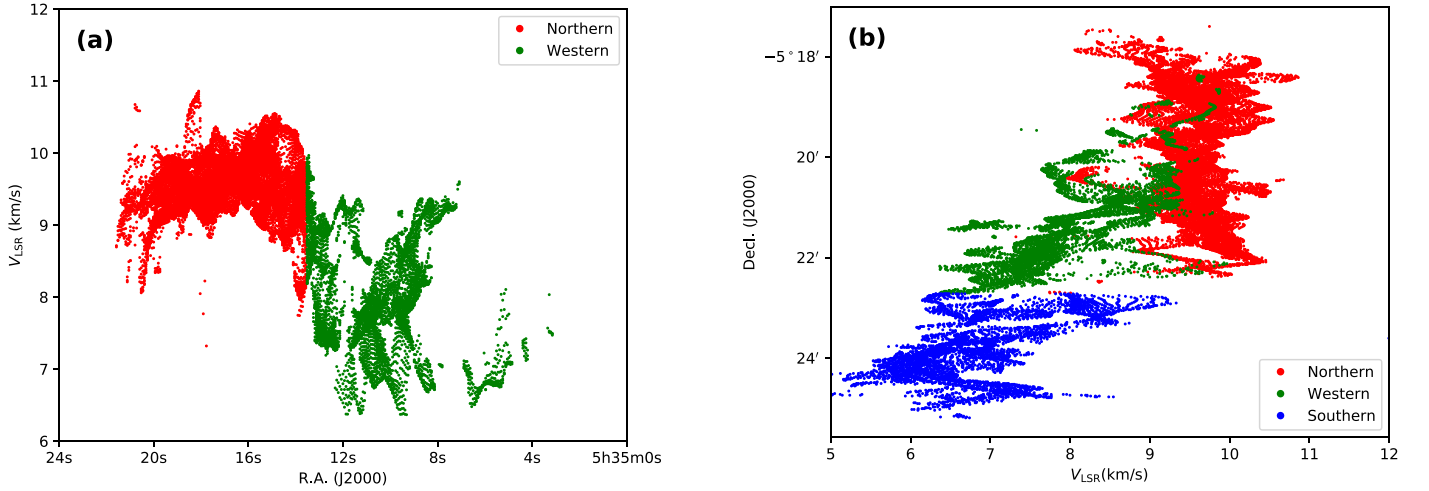 (a)
Northern
Western
12
11
10
9
8
7
6
V_LSR (km/s)
24s 20s 16s 12s 8s 4s 5h35m0s
R.A. (J2000)
(b)
−5°18′
20′
22′
24′
Decl. (J2000)
Northern
Western
Southern
5 6 7 8 9 10 11 12
V_LSR(km/s)